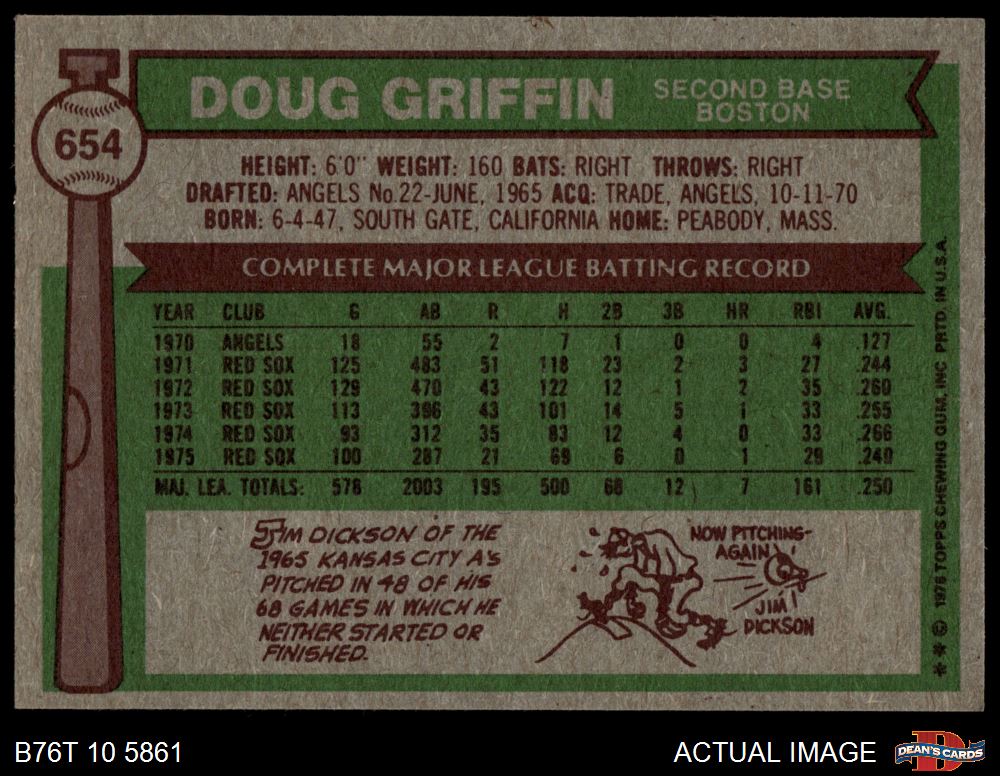 654
DOUG GRIFFIN
SECOND BASE
BOSTON
HEIGHT: 6'0" WEIGHT: 160 BATS: RIGHT THROWS: RIGHT
DRAFTED: ANGELS No.22-JUNE, 1965 ACQ: TRADE, ANGELS, 10-11-70
BORN: 6-4-47, SOUTH GATE, CALIFORNIA HOME: PEABODY, MASS.
COMPLETE MAJOR LEAGUE BATTING RECORD
YEAR CLUB G AB R H 2B 3B HR RBI AVG.
1970 ANGELS 18 55 2 7 1 0 0 4 .127
1971 RED SOX 125 483 51 118 23 2 3 27 .244
1972 RED SOX 129 470 43 122 12 1 2 35 .260
1973 RED SOX 113 396 43 101 14 5 1 33 .255
1974 RED SOX 93 312 35 83 12 4 0 33 .266
1975 RED SOX 100 287 21 69 6 0 1 29 .240
MAJ. LEA. TOTALS: 578 2003 195 500 68 12 7 161 .250
JIM DICKSON OF THE
1965 KANSAS CITY A's
PITCHED IN 48 OF HIS
68 GAMES IN WHICH HE
NEITHER STARTED OR
FINISHED.
NOW PITCHING-
AGAIN
JIM
DICKSON
** © 1976 TOPPS CHEWING GUM, INC PRTD. IN U.S.A.
B76T 10 5861
ACTUAL IMAGE
DEAN'S CARDS